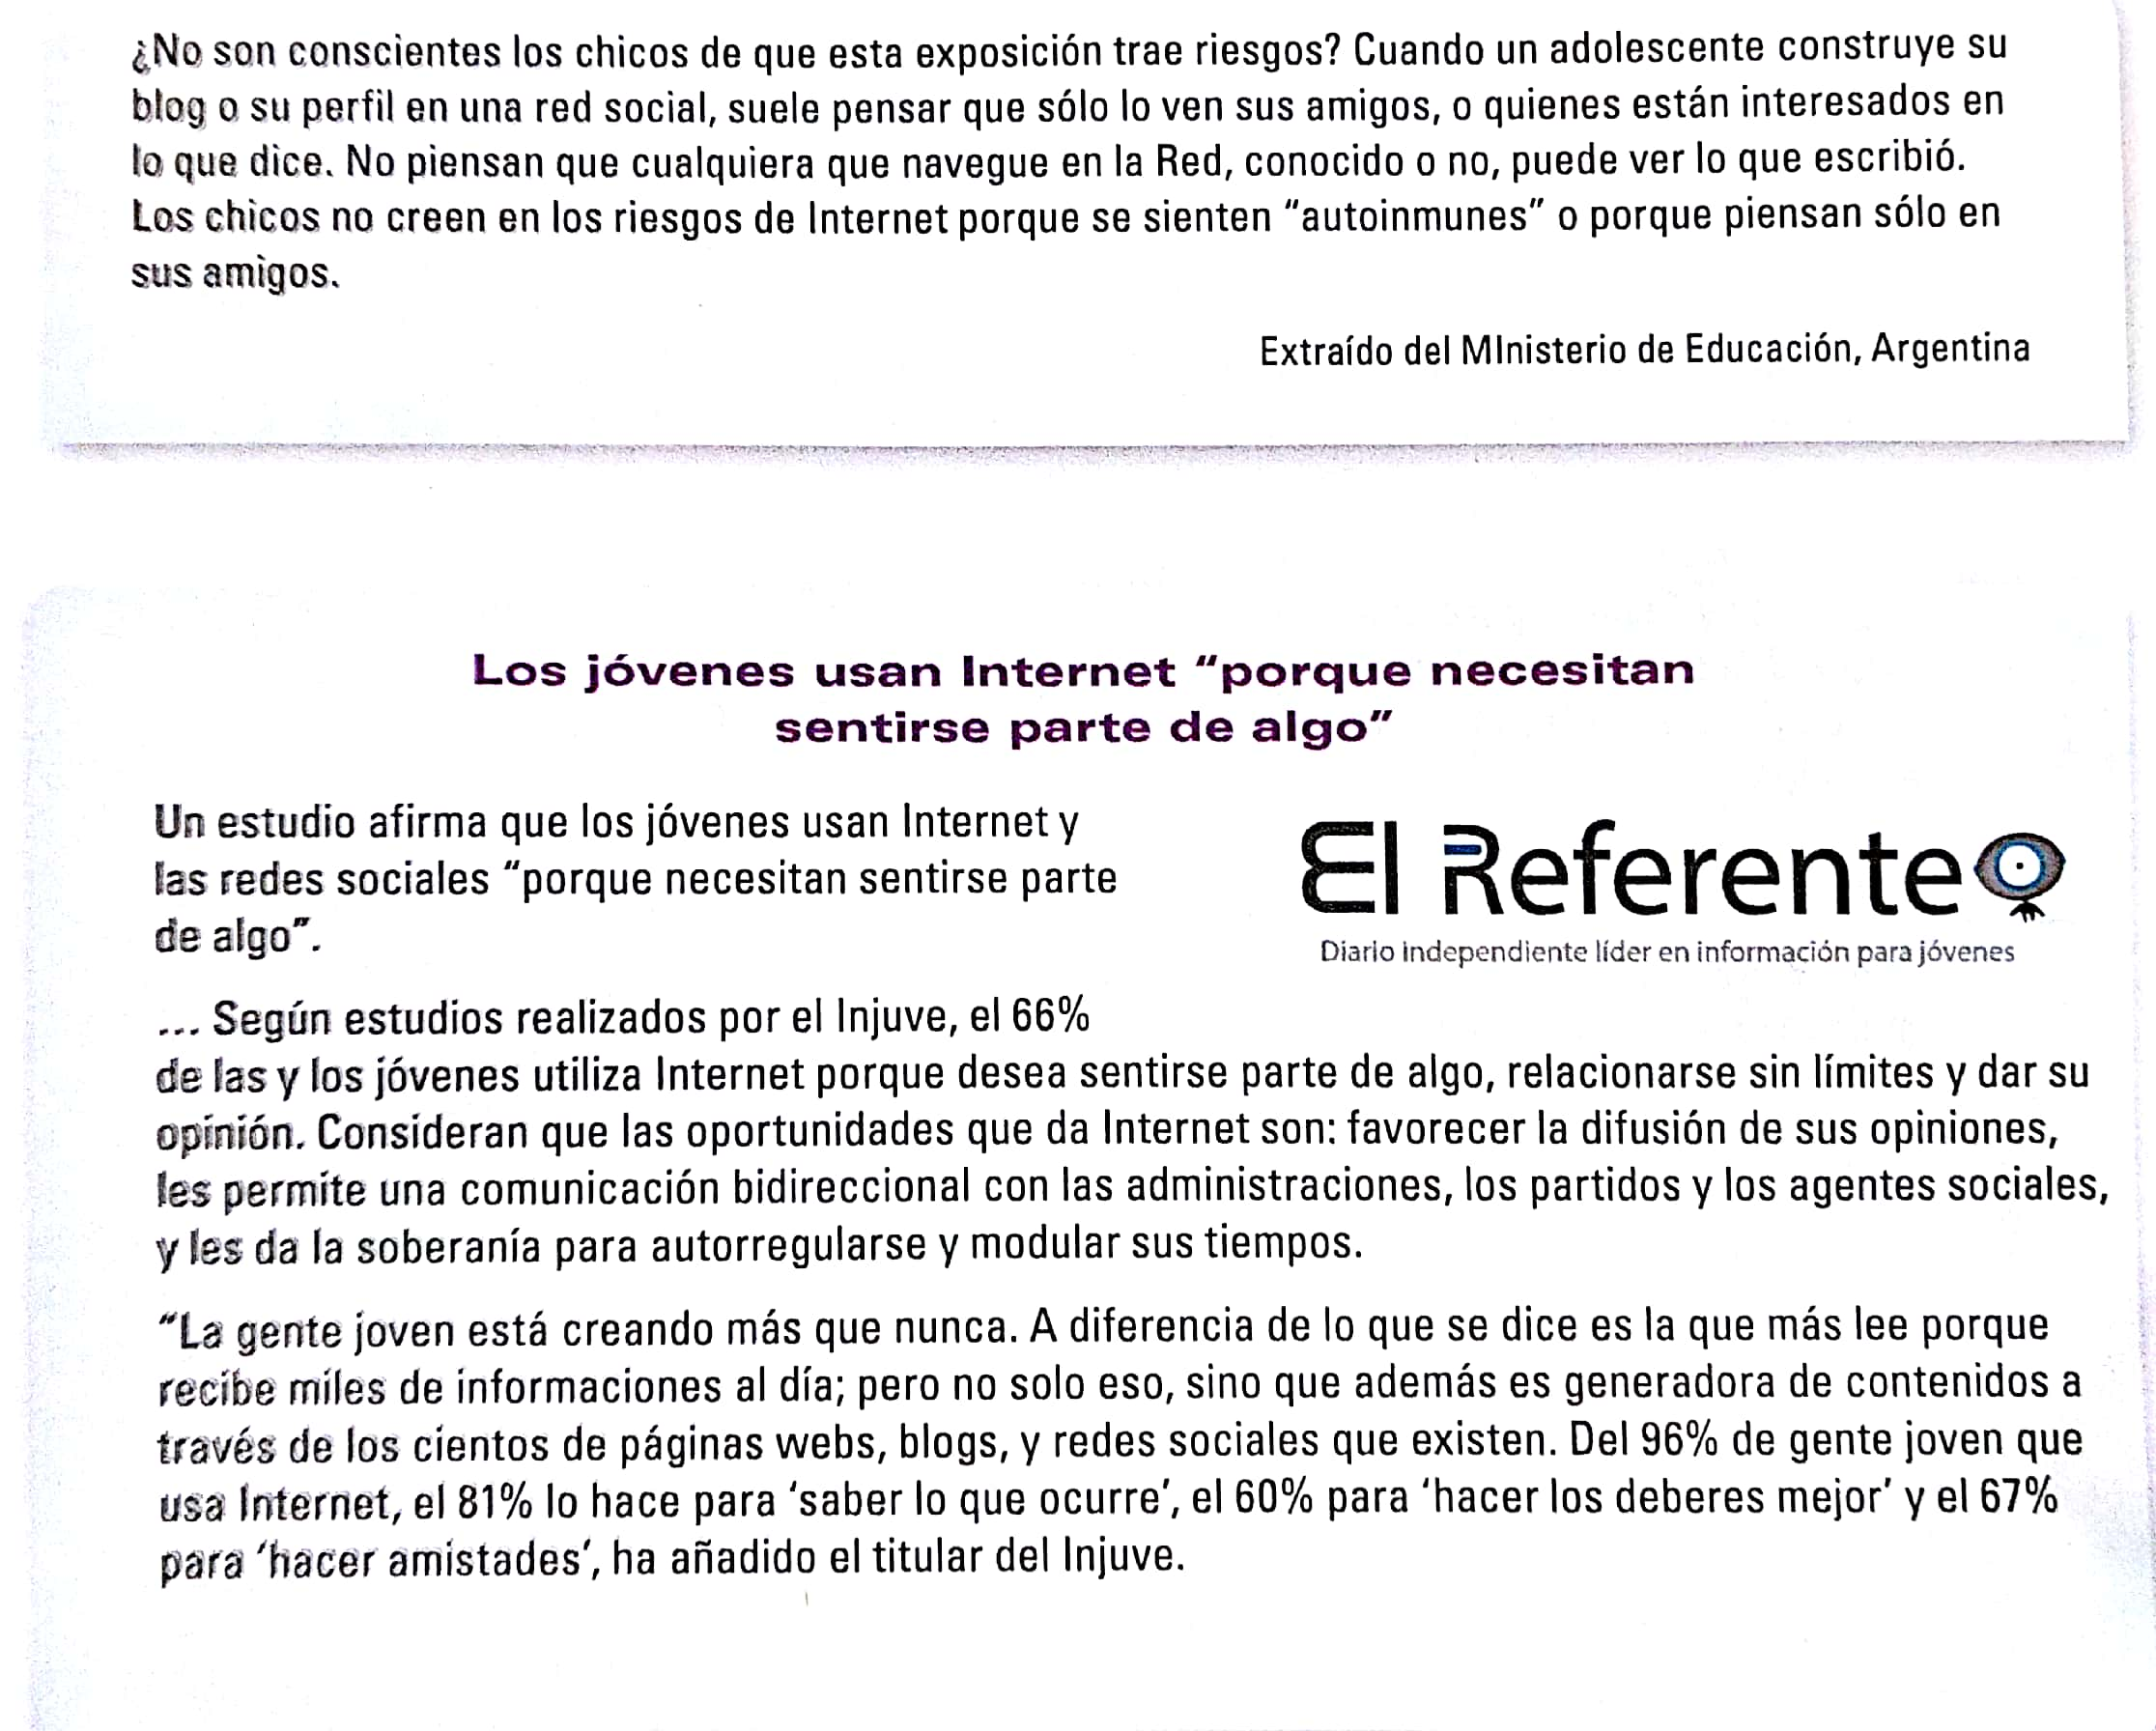 ¿No son conscientes los chicos de que esta exposición trae riesgos? Cuando un adolescente construye su
blog o su perfil en una red social, suele pensar que sólo lo ven sus amigos, o quienes están interesados en
lo que dice. No piensan que cualquiera que navegue en la Red, conocido o no, puede ver lo que escribió.
Los chicos no creen en los riesgos de Internet porque se sienten “autoinmunes” o porque piensan sólo en
sus amigos.
Extraído del MInisterio de Educación, Argentina
Los jóvenes usan Internet “porque necesitan
sentirse parte de algo”
Un estudio afirma que los jóvenes usan Internet y
las redes sociales “porque necesitan sentirse parte
de algo”.
El Referente
Diario independiente líder en información para jóvenes
... Según estudios realizados por el Injuve, el 66%
de las y los jóvenes utiliza Internet porque desea sentirse parte de algo, relacionarse sin límites y dar su
opinión. Consideran que las oportunidades que da Internet son: favorecer la difusión de sus opiniones,
les permite una comunicación bidireccional con las administraciones, los partidos y los agentes sociales,
y les da la soberanía para autorregularse y modular sus tiempos.
“La gente joven está creando más que nunca. A diferencia de lo que se dice es la que más lee porque
recibe miles de informaciones al día; pero no solo eso, sino que además es generadora de contenidos a
través de los cientos de páginas webs, blogs, y redes sociales que existen. Del 96% de gente joven que
usa Internet, el 81% lo hace para ‘saber lo que ocurre’, el 60% para ‘hacer los deberes mejor’ y el 67%
para ‘hacer amistades’, ha añadido el titular del Injuve.